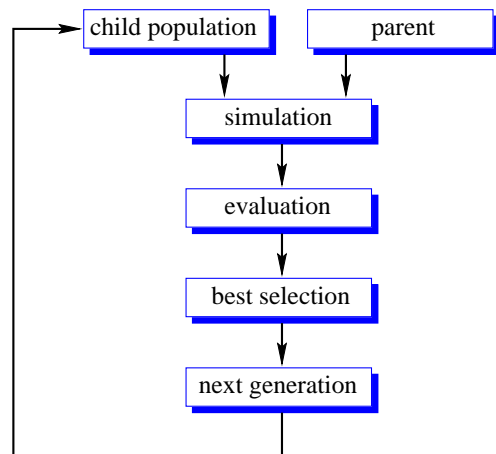 child population
parent
simulation
evaluation
best selection
next generation